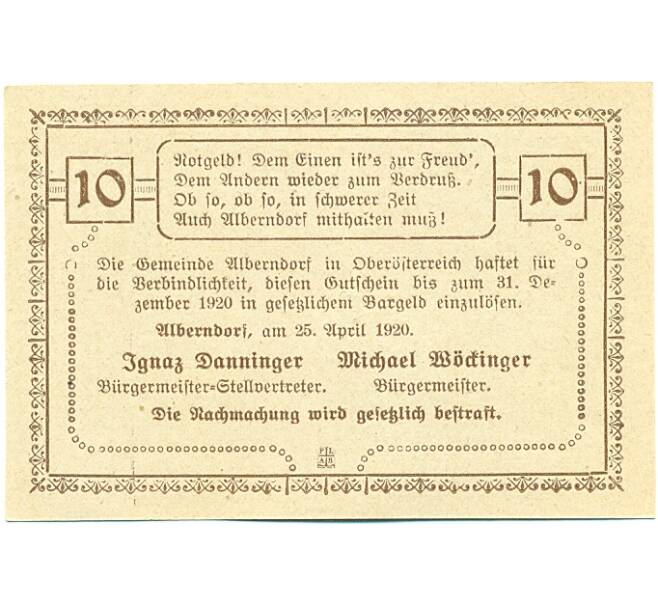 Notgeld! Dem Einen ist's zur Freud',
Dem Andern wieder zum Verdruß.
Ob so, ob so, in schwerer Zeit
Auch Alberndorf mithalten muß!
10
10
Die Gemeinde Alberndorf in Oberösterreich haftet für
die Verbindlichkeit, diesen Gutschein bis zum 31. De-
zember 1920 in gesetzlichem Bargeld einzulösen.
Alberndorf, am 25. April 1920.
Ignaz Danninger Michael Wöckinger
Bürgermeister-Stellvertreter. Bürgermeister.
Die Nachmachung wird gesetzlich bestraft.
P L
A B